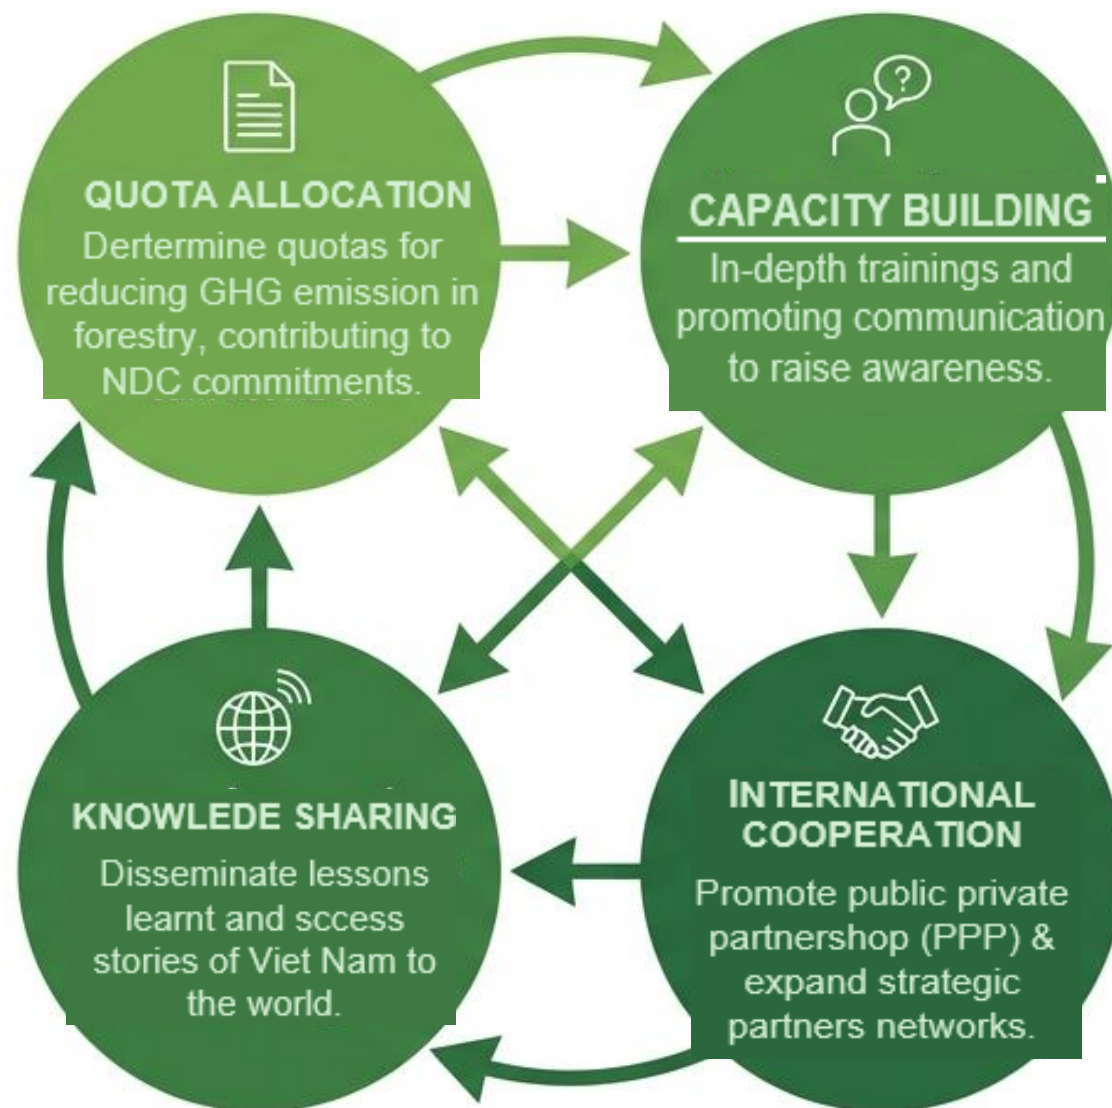 QUOTA ALLOCATION
Dertermine quotas for
reducing GHG emission in
forestry, contributing to
NDC commitments.
?
CAPACITY BUILDING
In-depth trainings and
promoting communication
to raise awareness.
KNOWLEDE SHARING
Disseminate lessons
learnt and sccess
stories of Viet Nam to
the world.
INTERNATIONAL
COOPERATION
Promote public private
partnershop (PPP) &
expand strategic
partners networks.